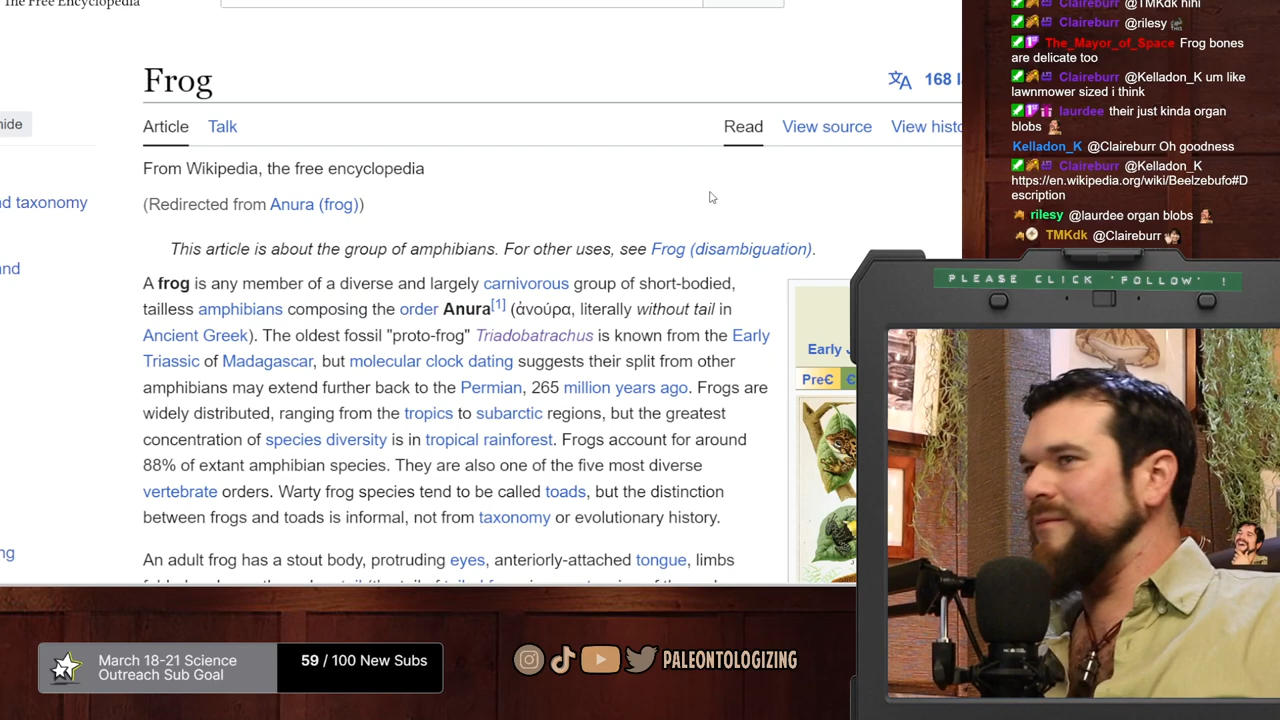 The Free Encyclopedia
Frog
168
hide
Article
Talk
Read
View source
View histo
From Wikipedia, the free encyclopedia
(Redirected from Anura (frog))
d taxonomy
This article is about the group of amphibians. For other uses, see Frog (disambiguation).
nd
A frog is any member of a diverse and largely carnivorous group of short-bodied,
tailless amphibians composing the order Anura[1] (ἀνούρα, literally without tail in
Ancient Greek). The oldest fossil "proto-frog" Triadobatrachus is known from the Early
Triassic of Madagascar, but molecular clock dating suggests their split from other
amphibians may extend further back to the Permian, 265 million years ago. Frogs are
widely distributed, ranging from the tropics to subarctic regions, but the greatest
concentration of species diversity is in tropical rainforest. Frogs account for around
88% of extant amphibian species. They are also one of the five most diverse
vertebrate orders. Warty frog species tend to be called toads, but the distinction
between frogs and toads is informal, not from taxonomy or evolutionary history.
ng
An adult frog has a stout body, protruding eyes, anteriorly-attached tongue, limbs
Early J
PreЄ Є
Claireburr @TMKdk hihi
Claireburr @rilesy
The_Mayor_of_Space Frog bones
are delicate too
Claireburr @Kelladon_K um like
lawnmower sized i think
laurdee their just kinda organ
blobs
Kelladon_K @Claireburr Oh goodness
Claireburr @Kelladon_K
https://en.wikipedia.org/wiki/Beelzebufo#D
escription
rilesy @laurdee organ blobs
TMKdk @Claireburr
PLEASE CLICK 'FOLLOW' !
March 18-21 Science
Outreach Sub Goal
59 / 100 New Subs
PALEONTOLOGIZING